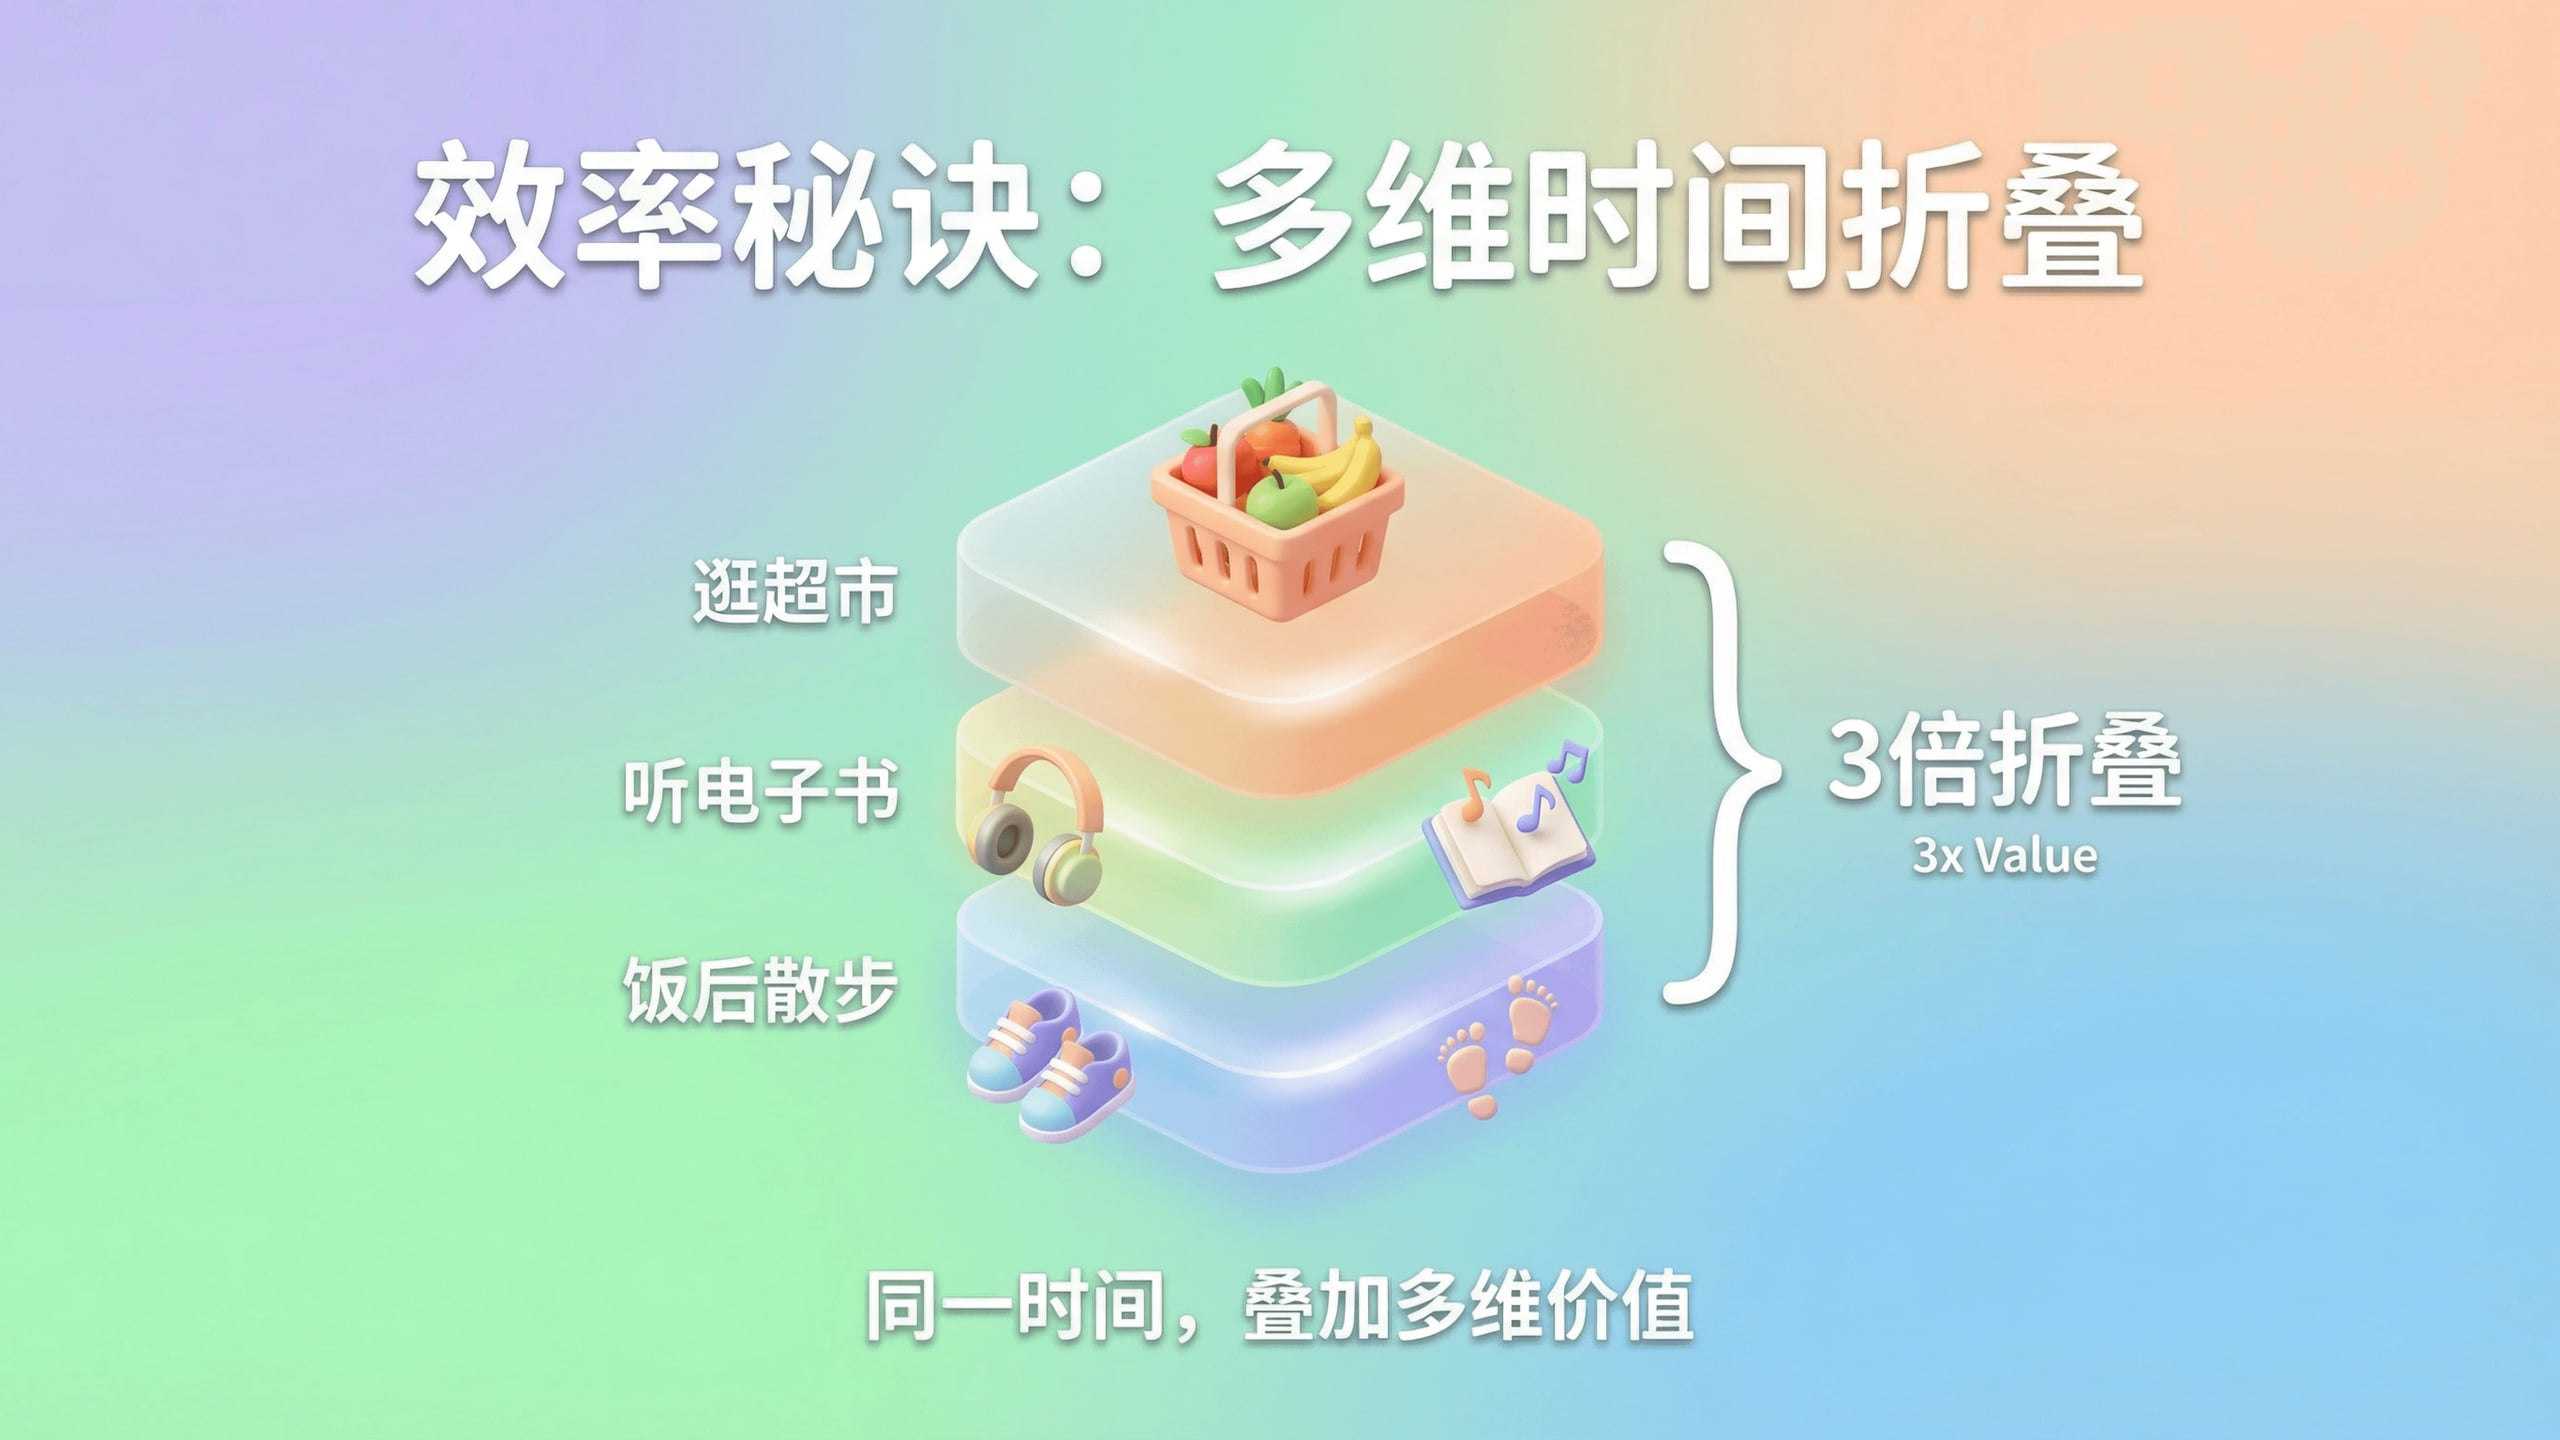 效率秘诀：多维时间折叠
逛超市
听电子书
饭后散步
3倍折叠
3x Value
同一时间，叠加多维价值